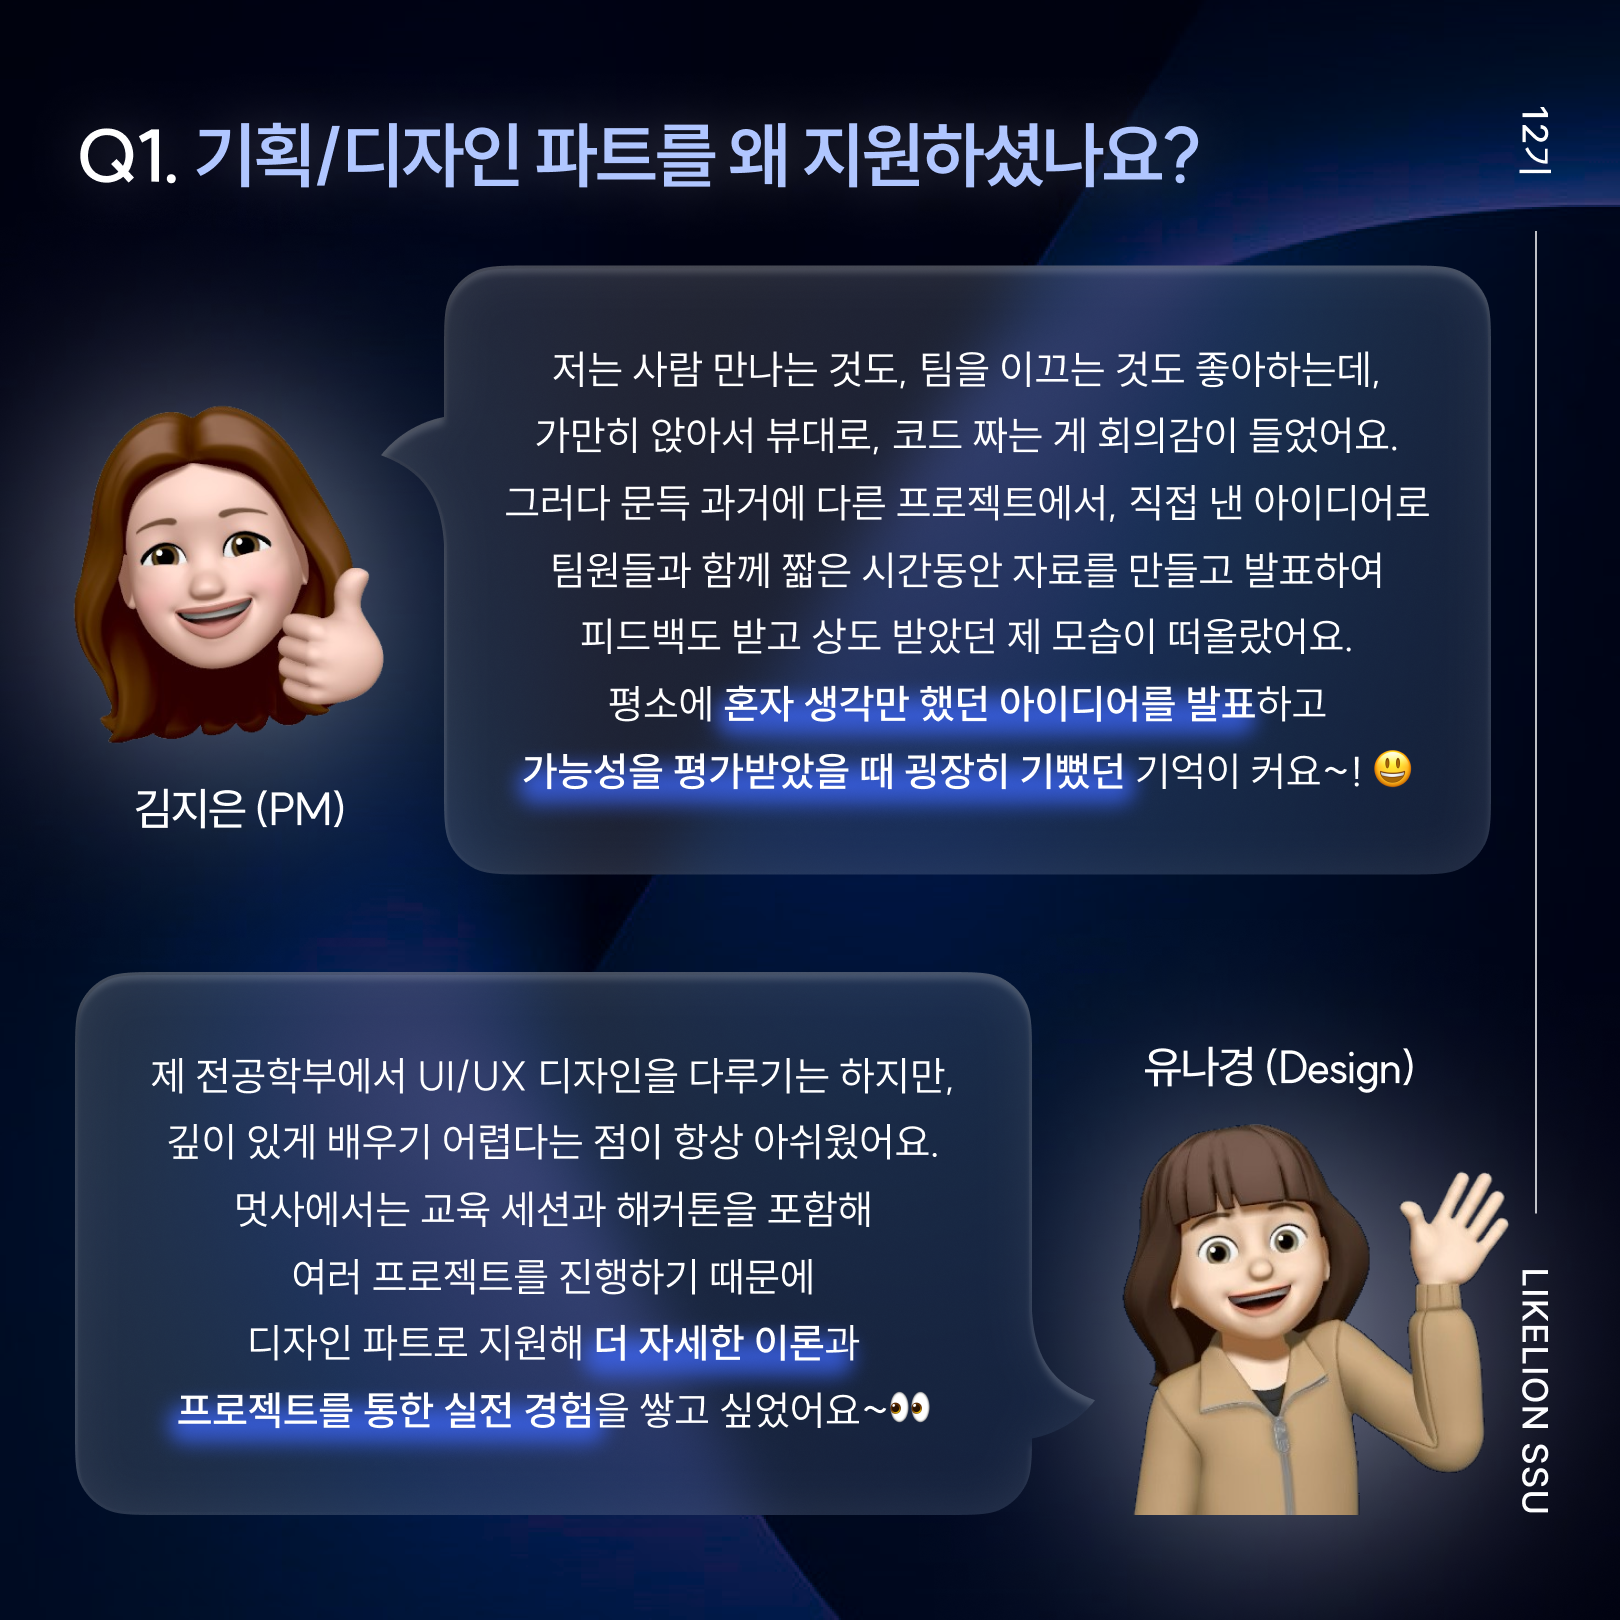 Q1. 기획/디자인 파트를 왜 지원하셨나요?
12기
저는 사람 만나는 것도, 팀을 이끄는 것도 좋아하는데,
가만히 앉아서 뷰대로, 코드 짜는 게 회의감이 들었어요.
그러다 문득 과거에 다른 프로젝트에서, 직접 낸 아이디어로
팀원들과 함께 짧은 시간동안 자료를 만들고 발표하여
피드백도 받고 상도 받았던 제 모습이 떠올랐어요.
평소에 혼자 생각만 했던 아이디어를 발표하고
가능성을 평가받았을 때 굉장히 기뻤던 기억이 커요~! 😃
김지은 (PM)
제 전공학부에서 UI/UX 디자인을 다루기는 하지만,
깊이 있게 배우기 어렵다는 점이 항상 아쉬웠어요.
멋사에서는 교육 세션과 해커톤을 포함해
여러 프로젝트를 진행하기 때문에
디자인 파트로 지원해 더 자세한 이론과
프로젝트를 통한 실전 경험을 쌓고 싶었어요~👀
유나경 (Design)
LIKELION SSU